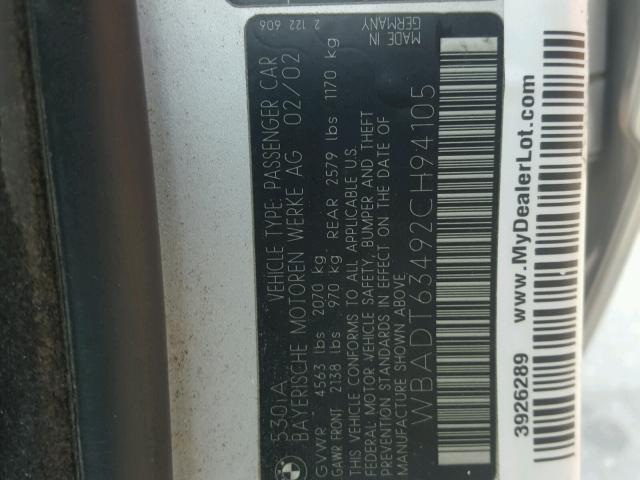 2 122 606
MADE IN
GERMANY
530IA VEHICLE TYPE: PASSENGER CAR
BAYERISCHE MOTOREN WERKE AG 02/02
GVWR 4563 lbs 2070 kg
GAWR FRONT 2138 lbs 970 kg REAR 2579 lbs 1170 kg
THIS VEHICLE CONFORMS TO ALL APPLICABLE U.S.
FEDERAL MOTOR VEHICLE SAFETY, BUMPER AND THEFT
PREVENTION STANDARDS IN EFFECT ON THE DATE OF
MANUFACTURE SHOWN ABOVE.
WBADT63492CH94105
www.MyDealerLot.com
3926289